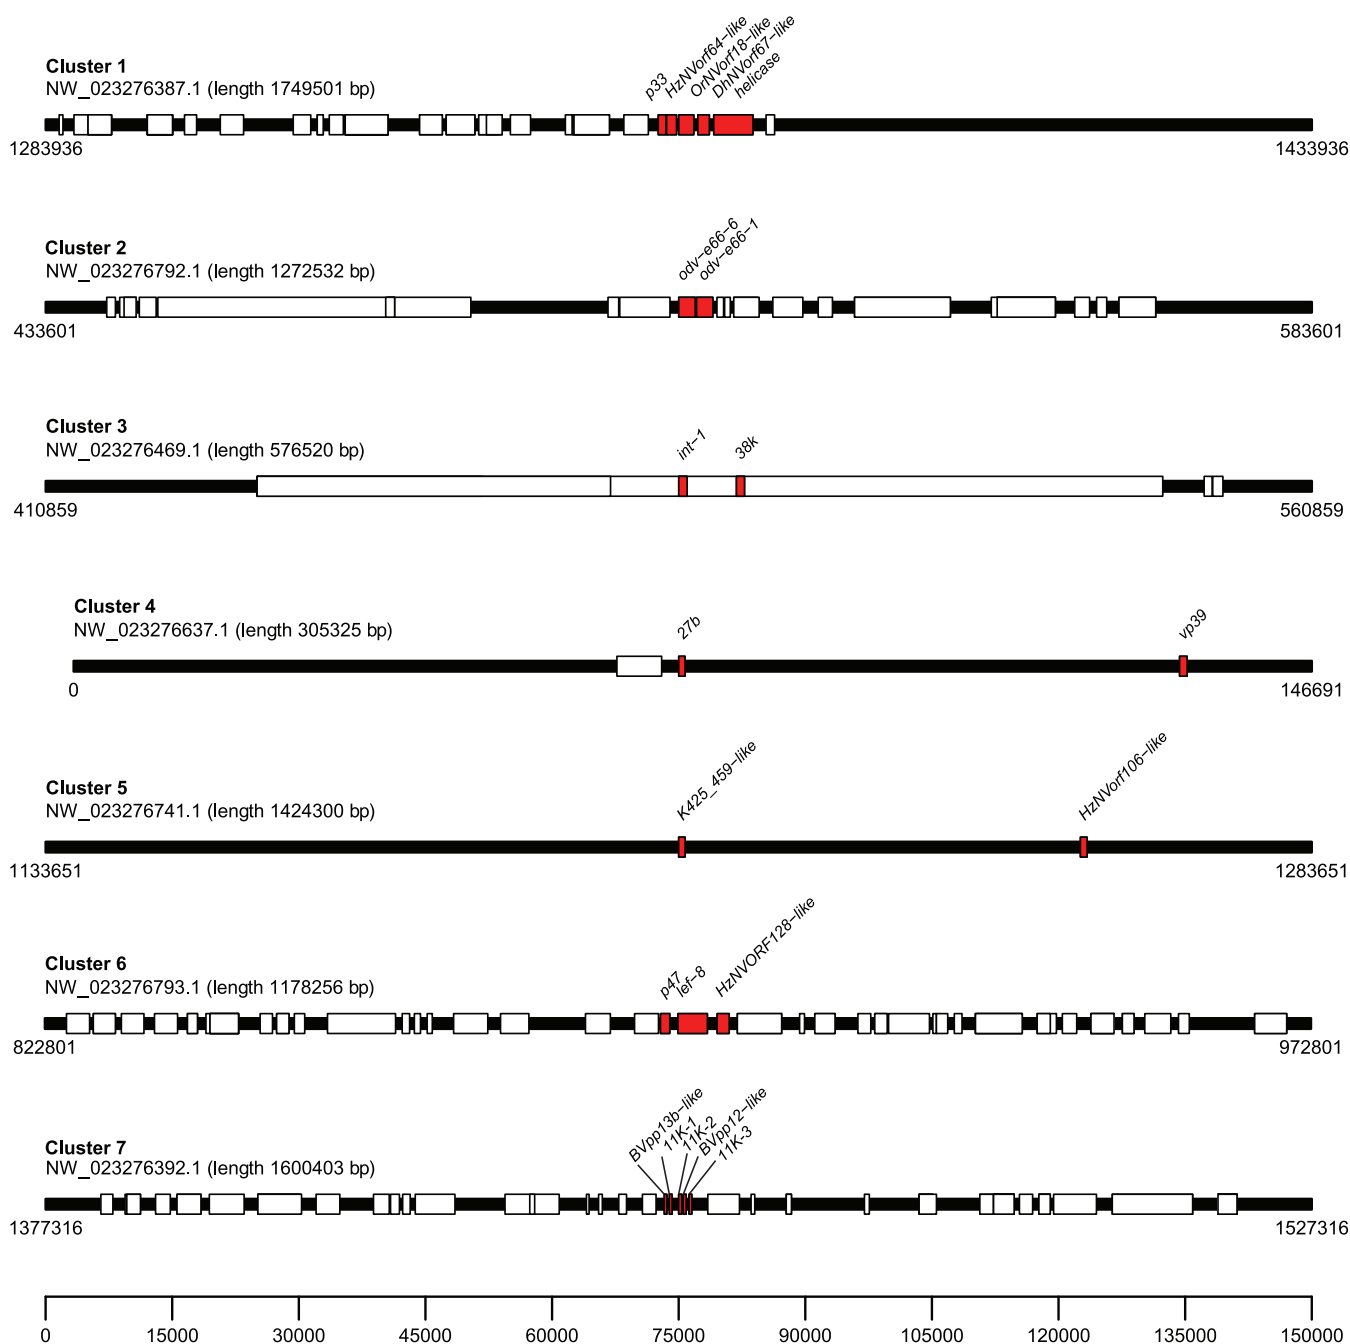 p33
HzNVorf64-like
OrNVorf18-like
DhNVorf67-like
helicase
Cluster 1
NW_023276387.1 (length 1749501 bp)
1283936
1433936
odv-e66-6
odv-e66-1
Cluster 2
NW_023276792.1 (length 1272532 bp)
433601
583601
int-1
38k
Cluster 3
NW_023276469.1 (length 576520 bp)
410859
560859
27b
vp39
Cluster 4
NW_023276637.1 (length 305325 bp)
0
146691
K425_459-like
HzNVorf106-like
Cluster 5
NW_023276741.1 (length 1424300 bp)
1133651
1283651
p47
lef-8
HzNVORF128-like
Cluster 6
NW_023276793.1 (length 1178256 bp)
822801
972801
BVpp13b-like
11K-1
11K-2
BVpp12-like
11K-3
Cluster 7
NW_023276392.1 (length 1600403 bp)
1377316
1527316
0 15000 30000 45000 60000 75000 90000 105000 120000 135000 150000